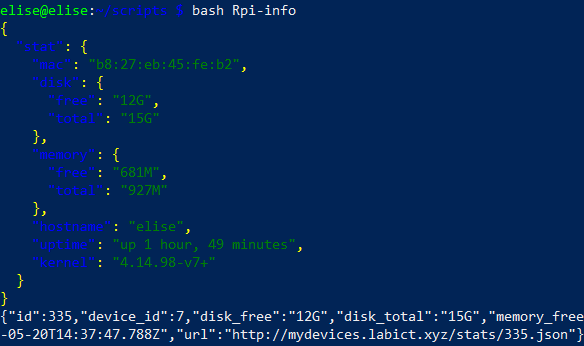 elise@elise:~/scripts $ bash Rpi-info
{
  "stat": {
    "mac": "b8:27:eb:45:fe:b2",
    "disk": {
      "free": "12G",
      "total": "15G"
    },
    "memory": {
      "free": "681M",
      "total": "927M"
    },
    "hostname": "elise",
    "uptime": "up 1 hour, 49 minutes",
    "kernel": "4.14.98-v7+"
  }
}
{"id":335,"device_id":7,"disk_free":"12G","disk_total":"15G","memory_free
-05-20T14:37:47.788Z","url":"http://mydevices.labict.xyz/stats/335.json"}